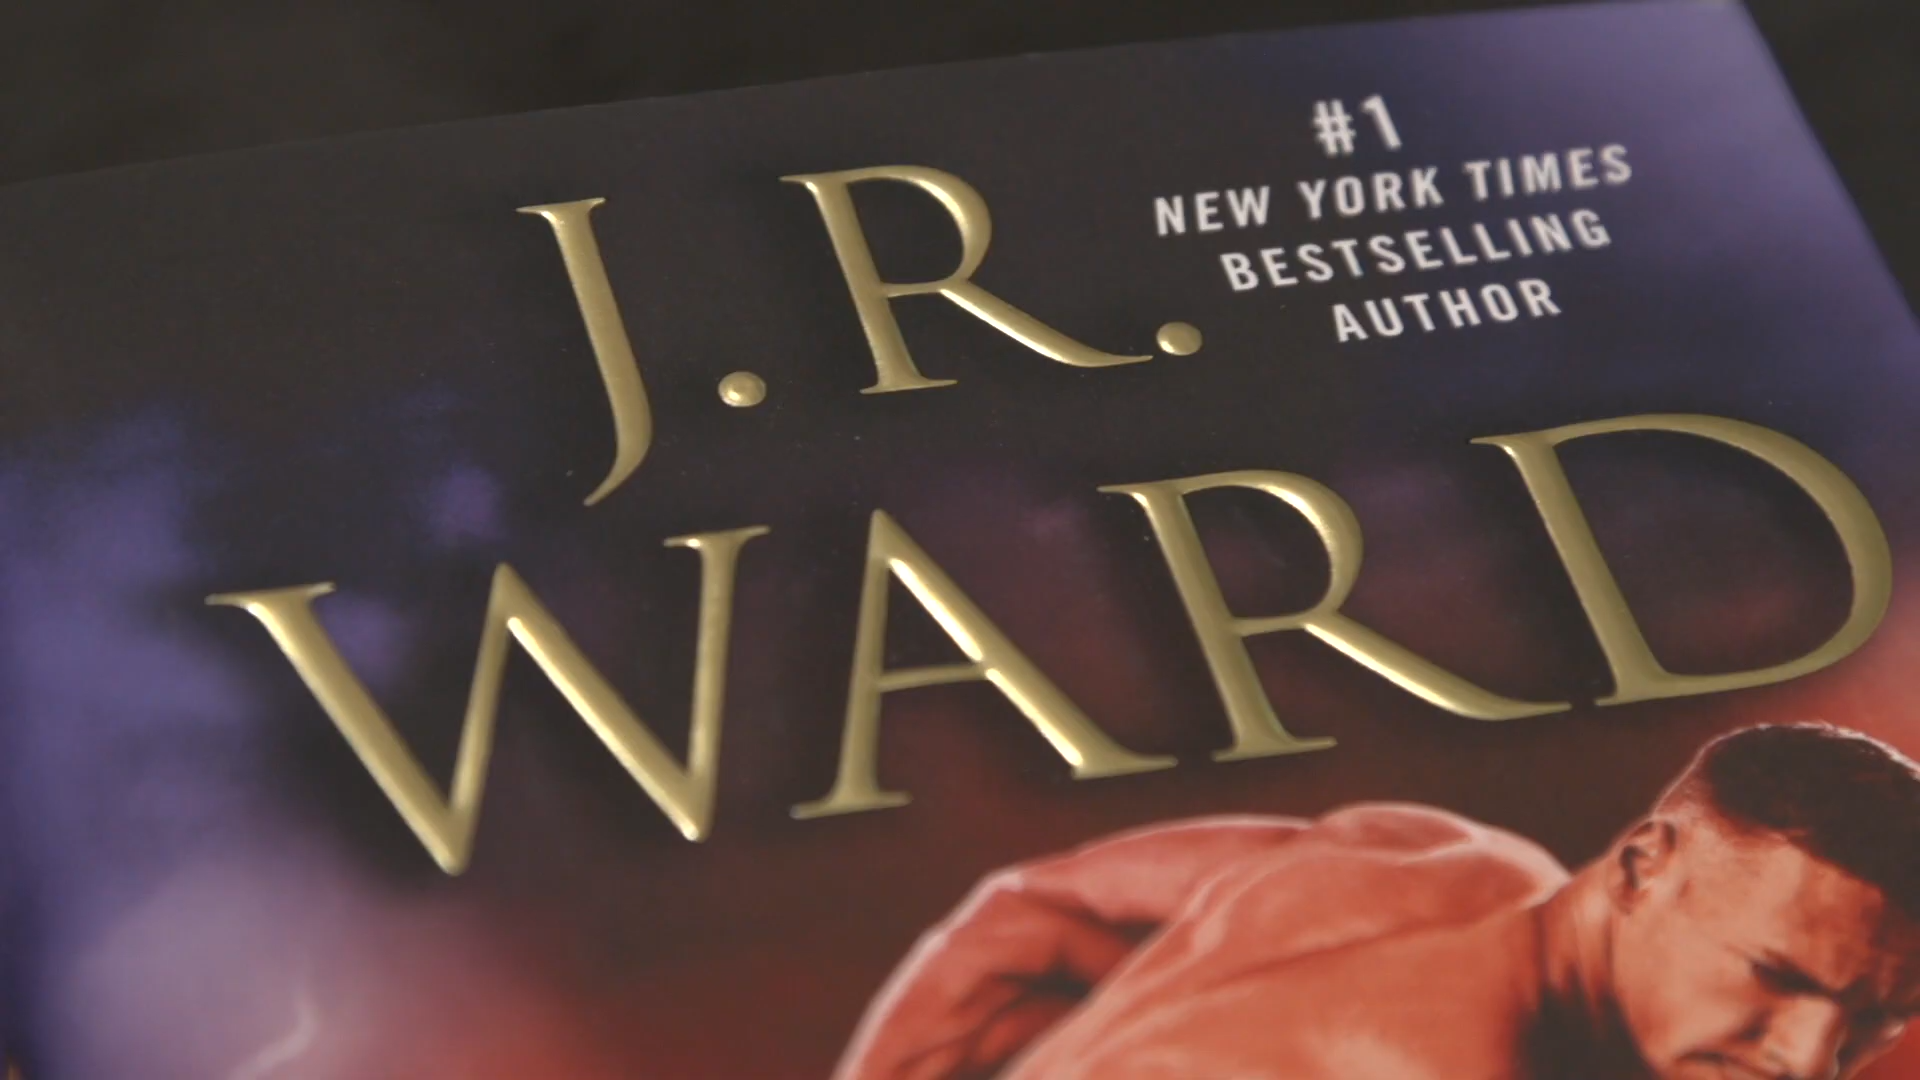 J.R.
WARD
#1
NEW YORK TIMES
BESTSELLING
AUTHOR